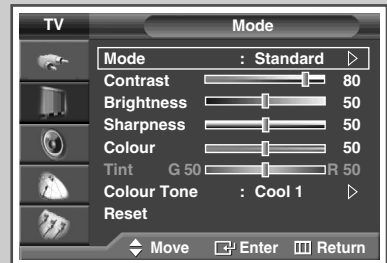 TV Mode
Mode : Standard
Contrast 80
Brightness 50
Sharpness 50
Colour 50
Tint G 50 R 50
Colour Tone : Cool 1
Reset
Move Enter Return